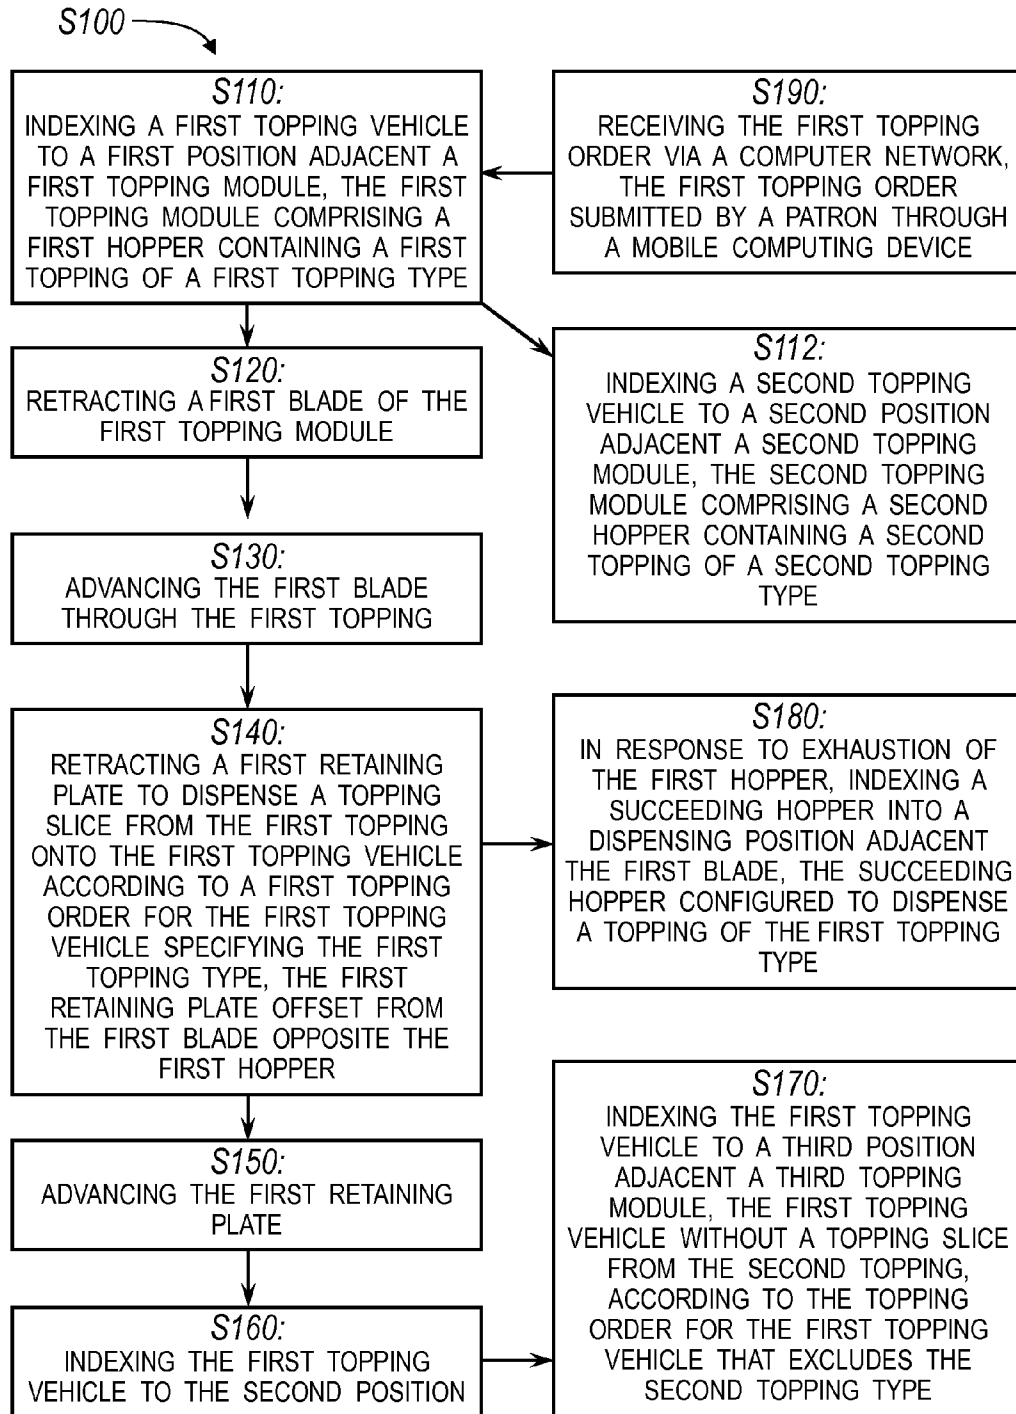 S100
S110:
INDEXING A FIRST TOPPING VEHICLE
TO A FIRST POSITION ADJACENT A
FIRST TOPPING MODULE, THE FIRST
TOPPING MODULE COMPRISING A
FIRST HOPPER CONTAINING A FIRST
TOPPING OF A FIRST TOPPING TYPE
S190:
RECEIVING THE FIRST TOPPING
ORDER VIA A COMPUTER NETWORK,
THE FIRST TOPPING ORDER
SUBMITTED BY A PATRON THROUGH
A MOBILE COMPUTING DEVICE
S120:
RETRACTING A FIRST BLADE OF THE
FIRST TOPPING MODULE
S112:
INDEXING A SECOND TOPPING
VEHICLE TO A SECOND POSITION
ADJACENT A SECOND TOPPING
MODULE, THE SECOND TOPPING
MODULE COMPRISING A SECOND
HOPPER CONTAINING A SECOND
TOPPING OF A SECOND TOPPING
TYPE
S130:
ADVANCING THE FIRST BLADE
THROUGH THE FIRST TOPPING
S140:
RETRACTING A FIRST RETAINING
PLATE TO DISPENSE A TOPPING
SLICE FROM THE FIRST TOPPING
ONTO THE FIRST TOPPING VEHICLE
ACCORDING TO A FIRST TOPPING
ORDER FOR THE FIRST TOPPING
VEHICLE SPECIFYING THE FIRST
TOPPING TYPE, THE FIRST
RETAINING PLATE OFFSET FROM
THE FIRST BLADE OPPOSITE THE
FIRST HOPPER
S180:
IN RESPONSE TO EXHAUSTION OF
THE FIRST HOPPER, INDEXING A
SUCCEEDING HOPPER INTO A
DISPENSING POSITION ADJACENT
THE FIRST BLADE, THE SUCCEEDING
HOPPER CONFIGURED TO DISPENSE
A TOPPING OF THE FIRST TOPPING
TYPE
S150:
ADVANCING THE FIRST RETAINING
PLATE
S160:
INDEXING THE FIRST TOPPING
VEHICLE TO THE SECOND POSITION
S170:
INDEXING THE FIRST TOPPING
VEHICLE TO A THIRD POSITION
ADJACENT A THIRD TOPPING
MODULE, THE FIRST TOPPING
VEHICLE WITHOUT A TOPPING SLICE
FROM THE SECOND TOPPING,
ACCORDING TO THE TOPPING
ORDER FOR THE FIRST TOPPING
VEHICLE THAT EXCLUDES THE
SECOND TOPPING TYPE